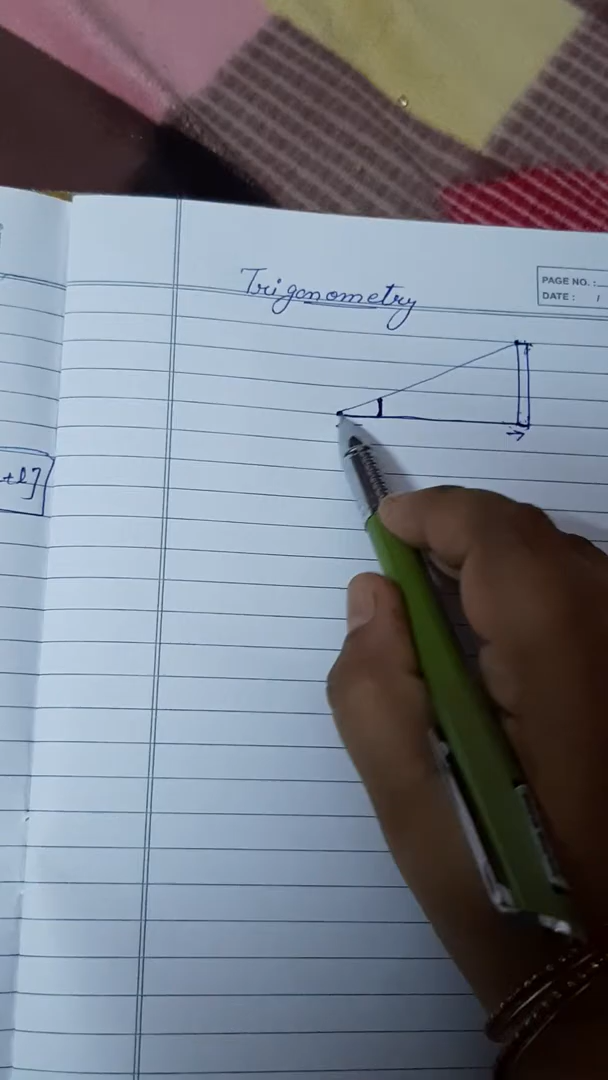 Trigonometry
PAGE NO. :
DATE : /
+l]